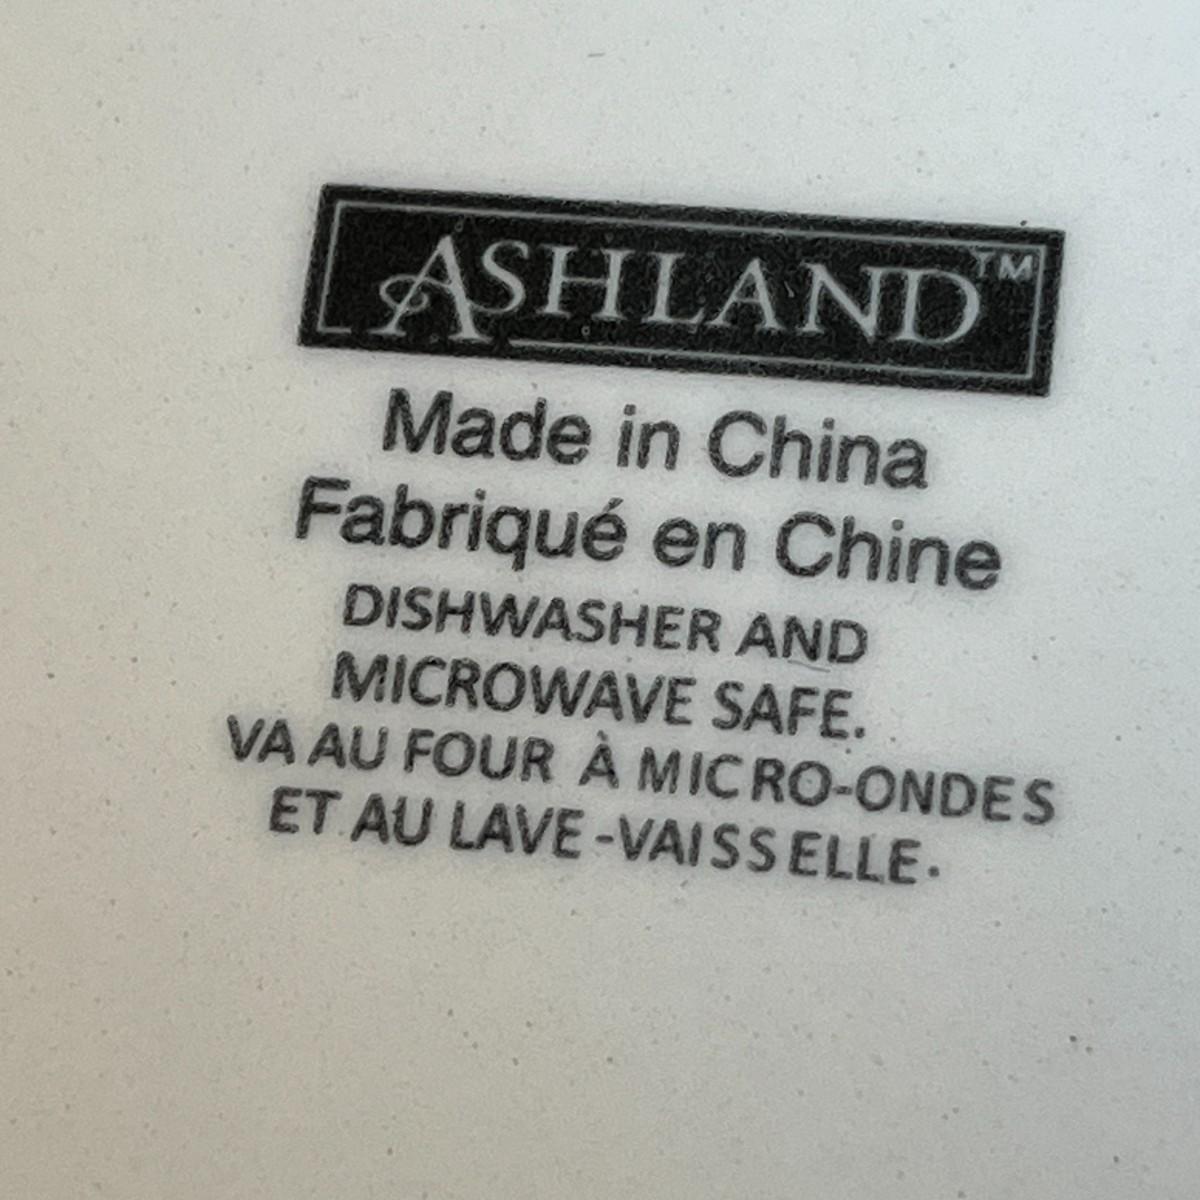 ASHLAND™
Made in China
Fabriqué en Chine
DISHWASHER AND
MICROWAVE SAFE.
VA AU FOUR À MICRO-ONDES
ET AU LAVE-VAISSELLE.